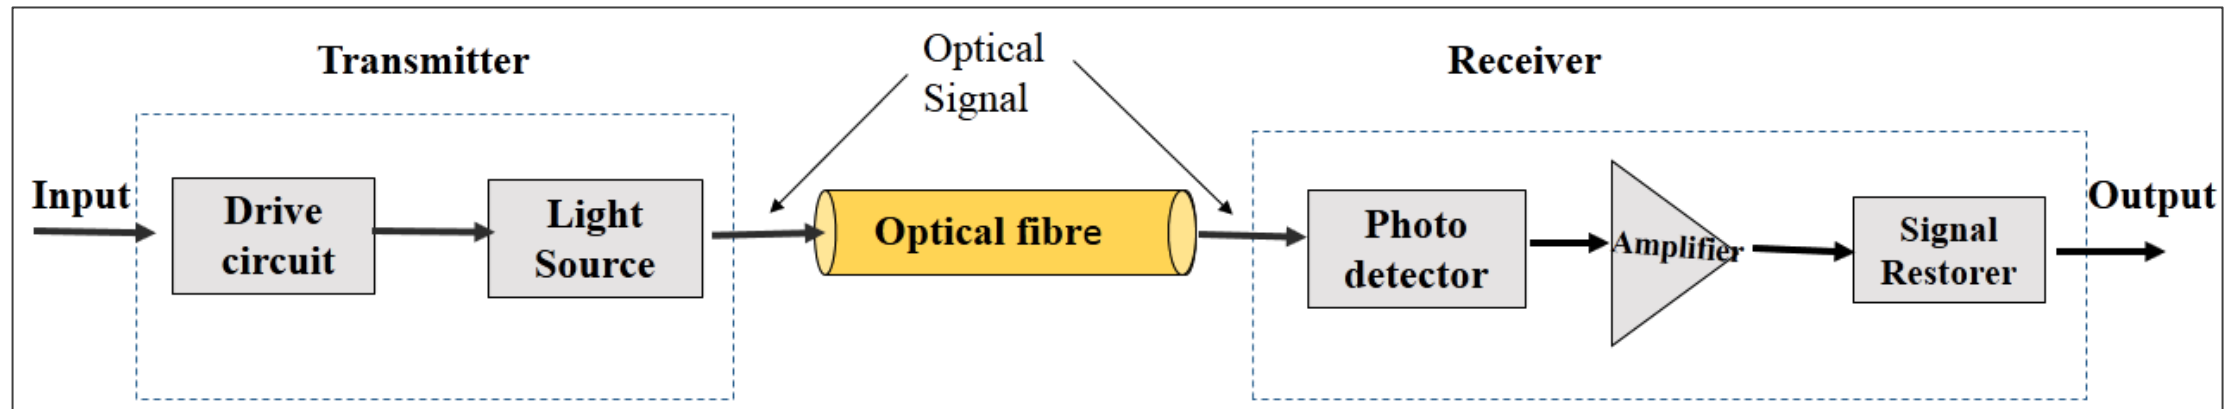 Transmitter
Optical
Signal
Receiver
Input
Drive
circuit
Light
Source
Optical fibre
Photo
detector
Amplifier
Signal
Restorer
Output